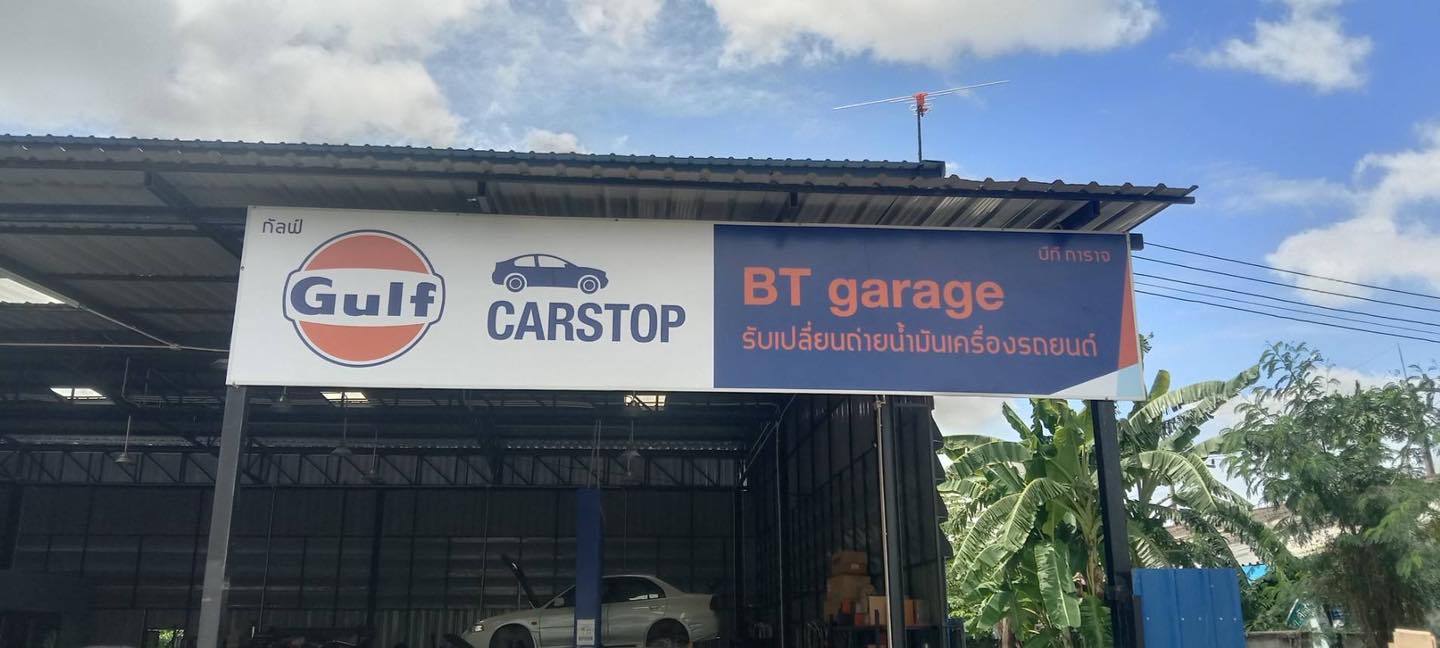 กัลฟ์
Gulf
CARSTOP
บีที การาจ
BT garage
รับเปลี่ยนถ่ายน้ำมันเครื่องรถยนต์